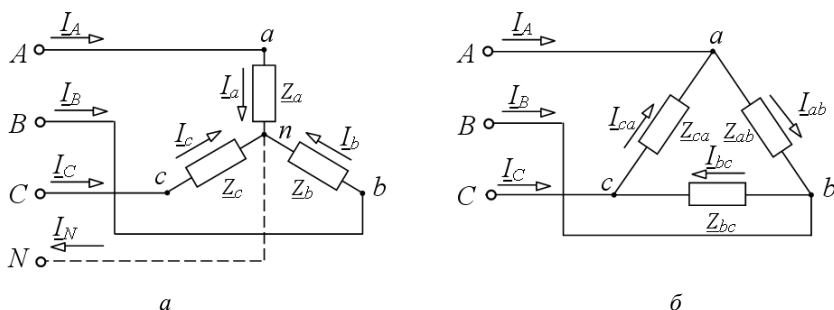 I_A
a
A
I_a
Z_a
I_B
B
I_c
n
I_b
I_C
c
C
Z_c
Z_b
b
I_N
N
а
I_A
a
A
I_B
I_ca
I_ab
B
Z_ca
Z_ab
I_bc
I_C
c
C
b
Z_bc
б